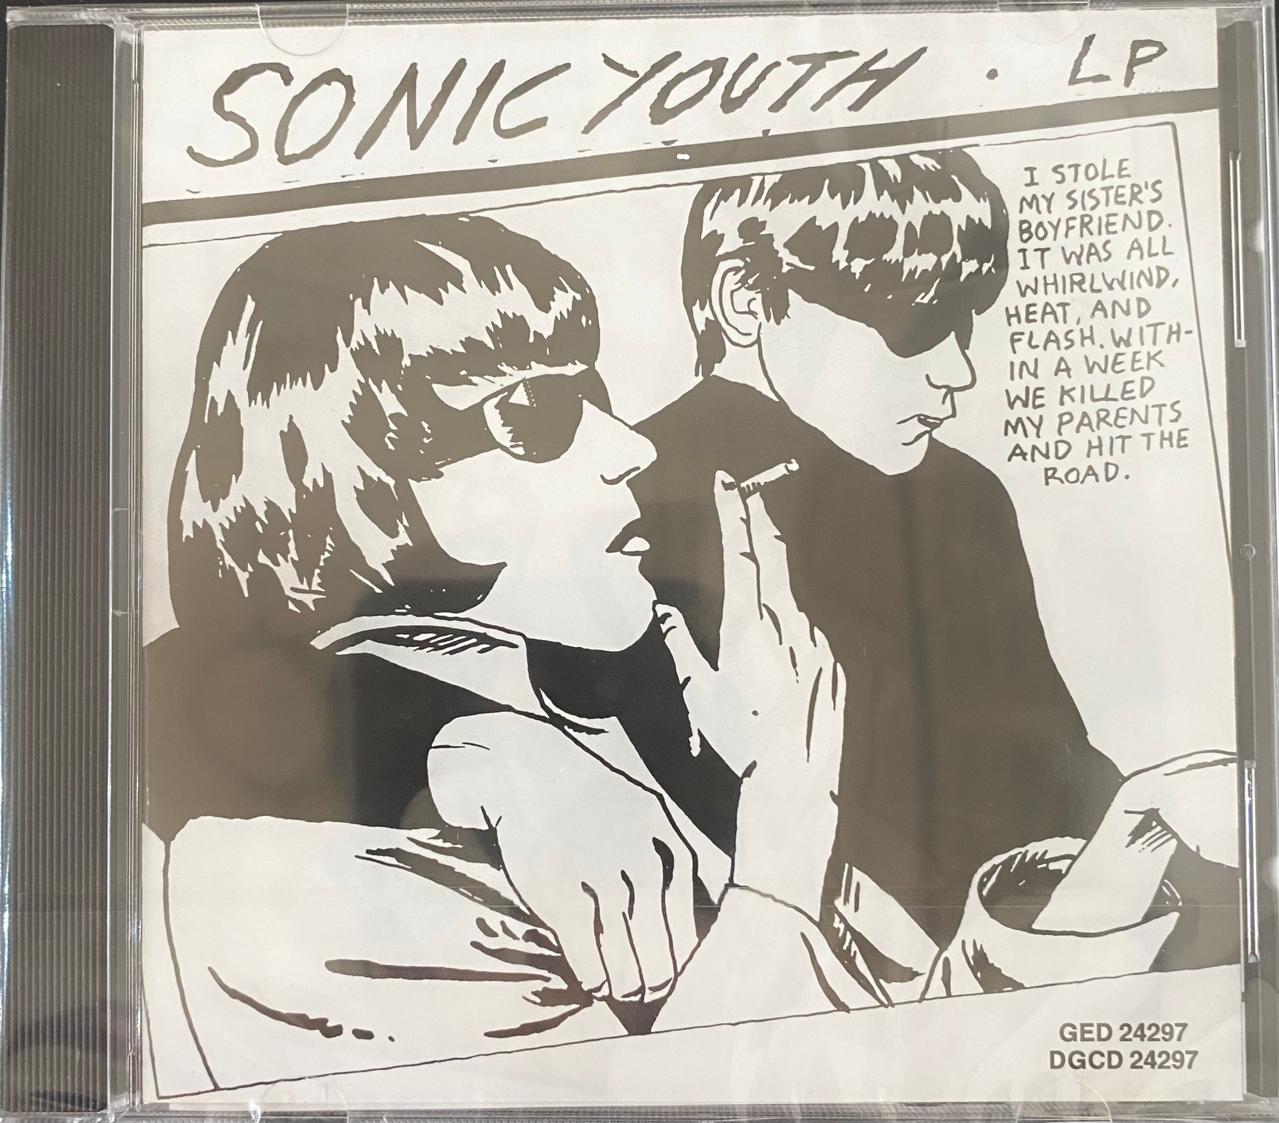 SONIC YOUTH . LP
I STOLE
MY SISTER'S
BOYFRIEND.
IT WAS ALL
WHIRLWIND,
HEAT, AND
FLASH. WITH-
IN A WEEK
WE KILLED
MY PARENTS
AND HIT THE
ROAD.
GED 24297
DGCD 24297